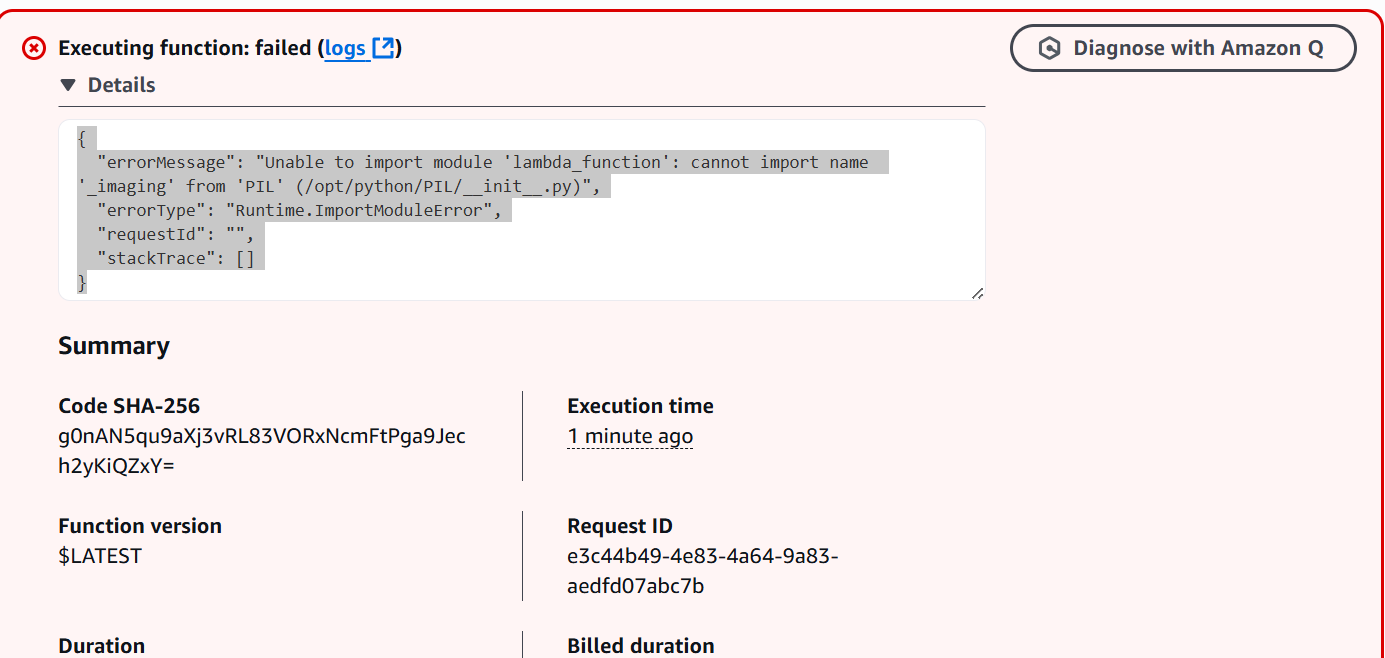 Executing function: failed (logs)
Diagnose with Amazon Q
Details
{
"errorMessage": "Unable to import module 'lambda_function': cannot import name
'_imaging' from 'PIL' (/opt/python/PIL/__init__.py)",
"errorType": "Runtime.ImportModuleError",
"requestId": "",
"stackTrace": []
}
Summary
Code SHA-256
g0nAN5qu9aXj3vRL83VORxNcmFtPga9Jec
h2yKiQZxY=
Execution time
1 minute ago
Function version
$LATEST
Request ID
e3c44b49-4e83-4a64-9a83-
aedfd07abc7b
Duration
Billed duration